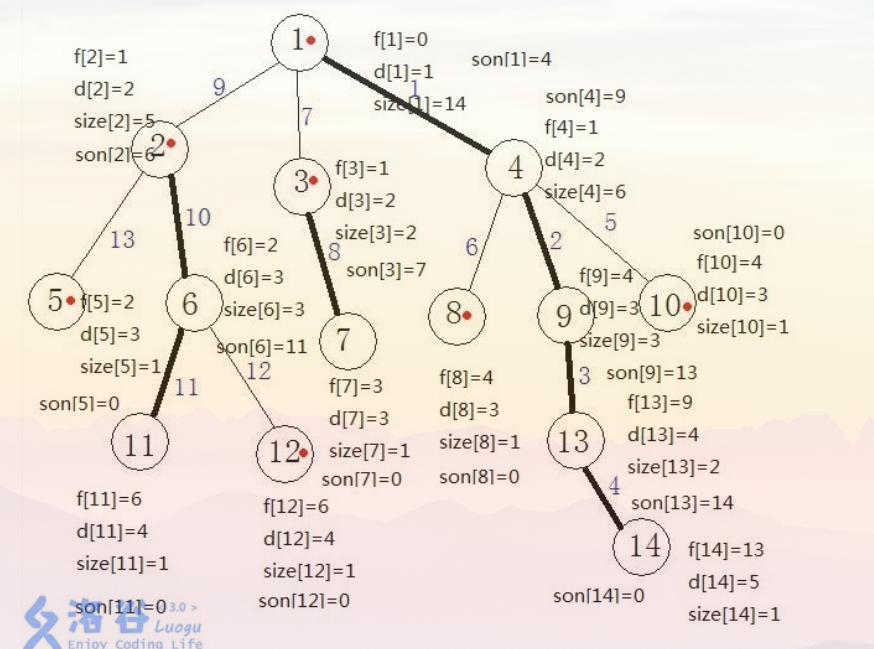 1
f[1]=0
d[1]=1
size[1]=14
son[1]=4
f[2]=1
d[2]=2
size[2]=5
son[2]=6
9
7
1
2
3
f[3]=1
d[3]=2
size[3]=2
son[3]=7
4
son[4]=9
f[4]=1
d[4]=2
size[4]=6
13
10
8
6
2
5
5
f[5]=2
d[5]=3
size[5]=1
son[5]=0
6
f[6]=2
d[6]=3
size[6]=3
son[6]=11
7
f[7]=3
d[7]=3
size[7]=1
son[7]=0
8
f[8]=4
d[8]=3
size[8]=1
son[8]=0
9
f[9]=4
d[9]=3
size[9]=3
son[9]=13
10
son[10]=0
f[10]=4
d[10]=3
size[10]=1
11
12
3
11
f[11]=6
d[11]=4
size[11]=1
son[11]=0
12
f[12]=6
d[12]=4
size[12]=1
son[12]=0
13
f[13]=9
d[13]=4
size[13]=2
son[13]=14
4
14
f[14]=13
d[14]=5
size[14]=1
son[14]=0
洛谷 < 3.0 >
Luogu
Enjoy Coding Life